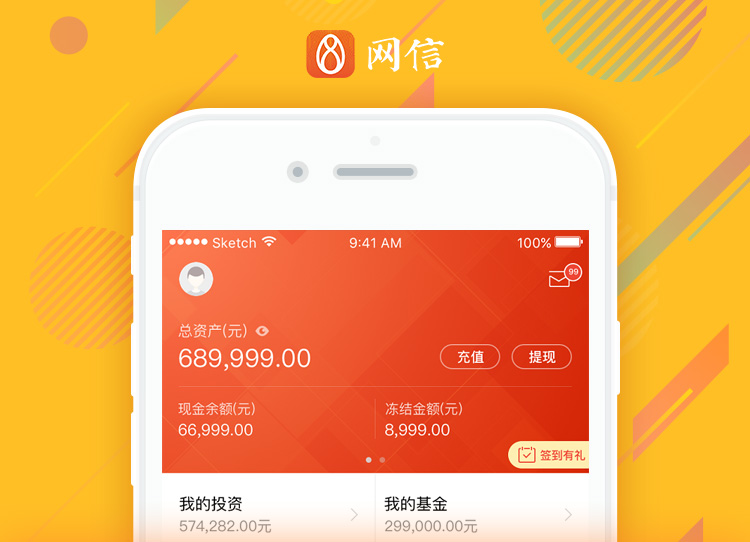 网信
Sketch 9:41 AM 100%
99
总资产(元)
689,999.00
充值 提现
现金余额(元) 冻结金额(元)
66,999.00 8,999.00
签到有礼
我的投资 我的基金
574,282.00元 299,000.00元